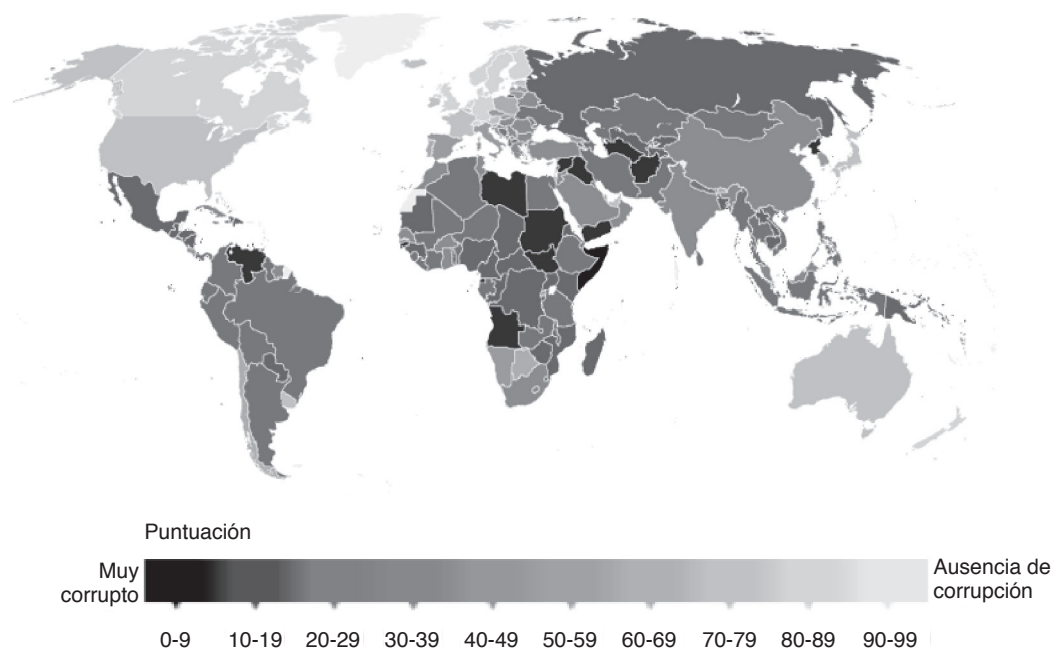 Puntuación
Muy
corrupto
Ausencia de
corrupción
0-9 10-19 20-29 30-39 40-49 50-59 60-69 70-79 80-89 90-99